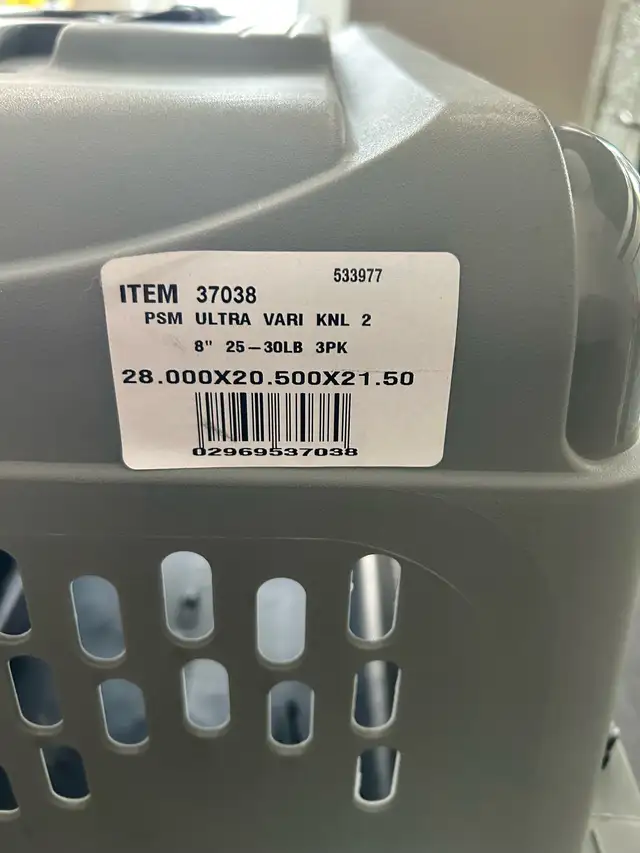 533977
ITEM 37038
PSM ULTRA VARI KNL 2
8" 25-30LB 3PK
28.000X20.500X21.50
02969537038